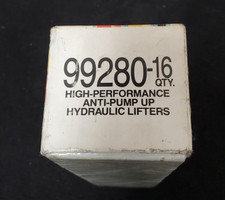 99280-16
QTY.
HIGH-PERFORMANCE
ANTI-PUMP UP
HYDRAULIC LIFTERS